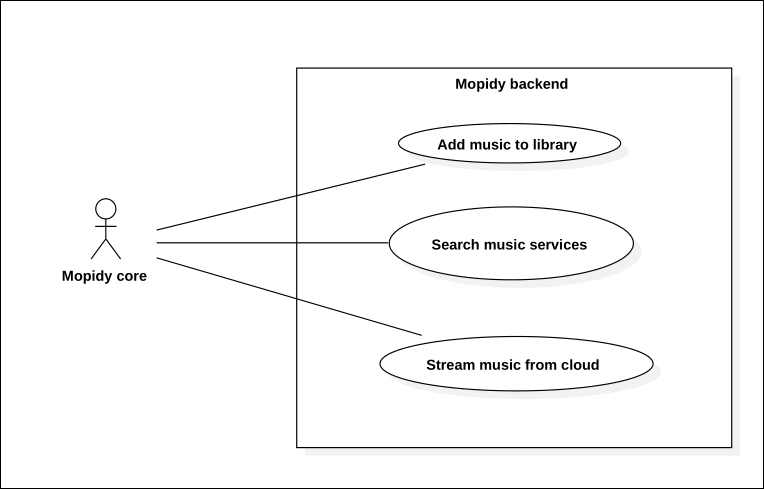 Mopidy backend
Add music to library
Search music services
Mopidy core
Stream music from cloud